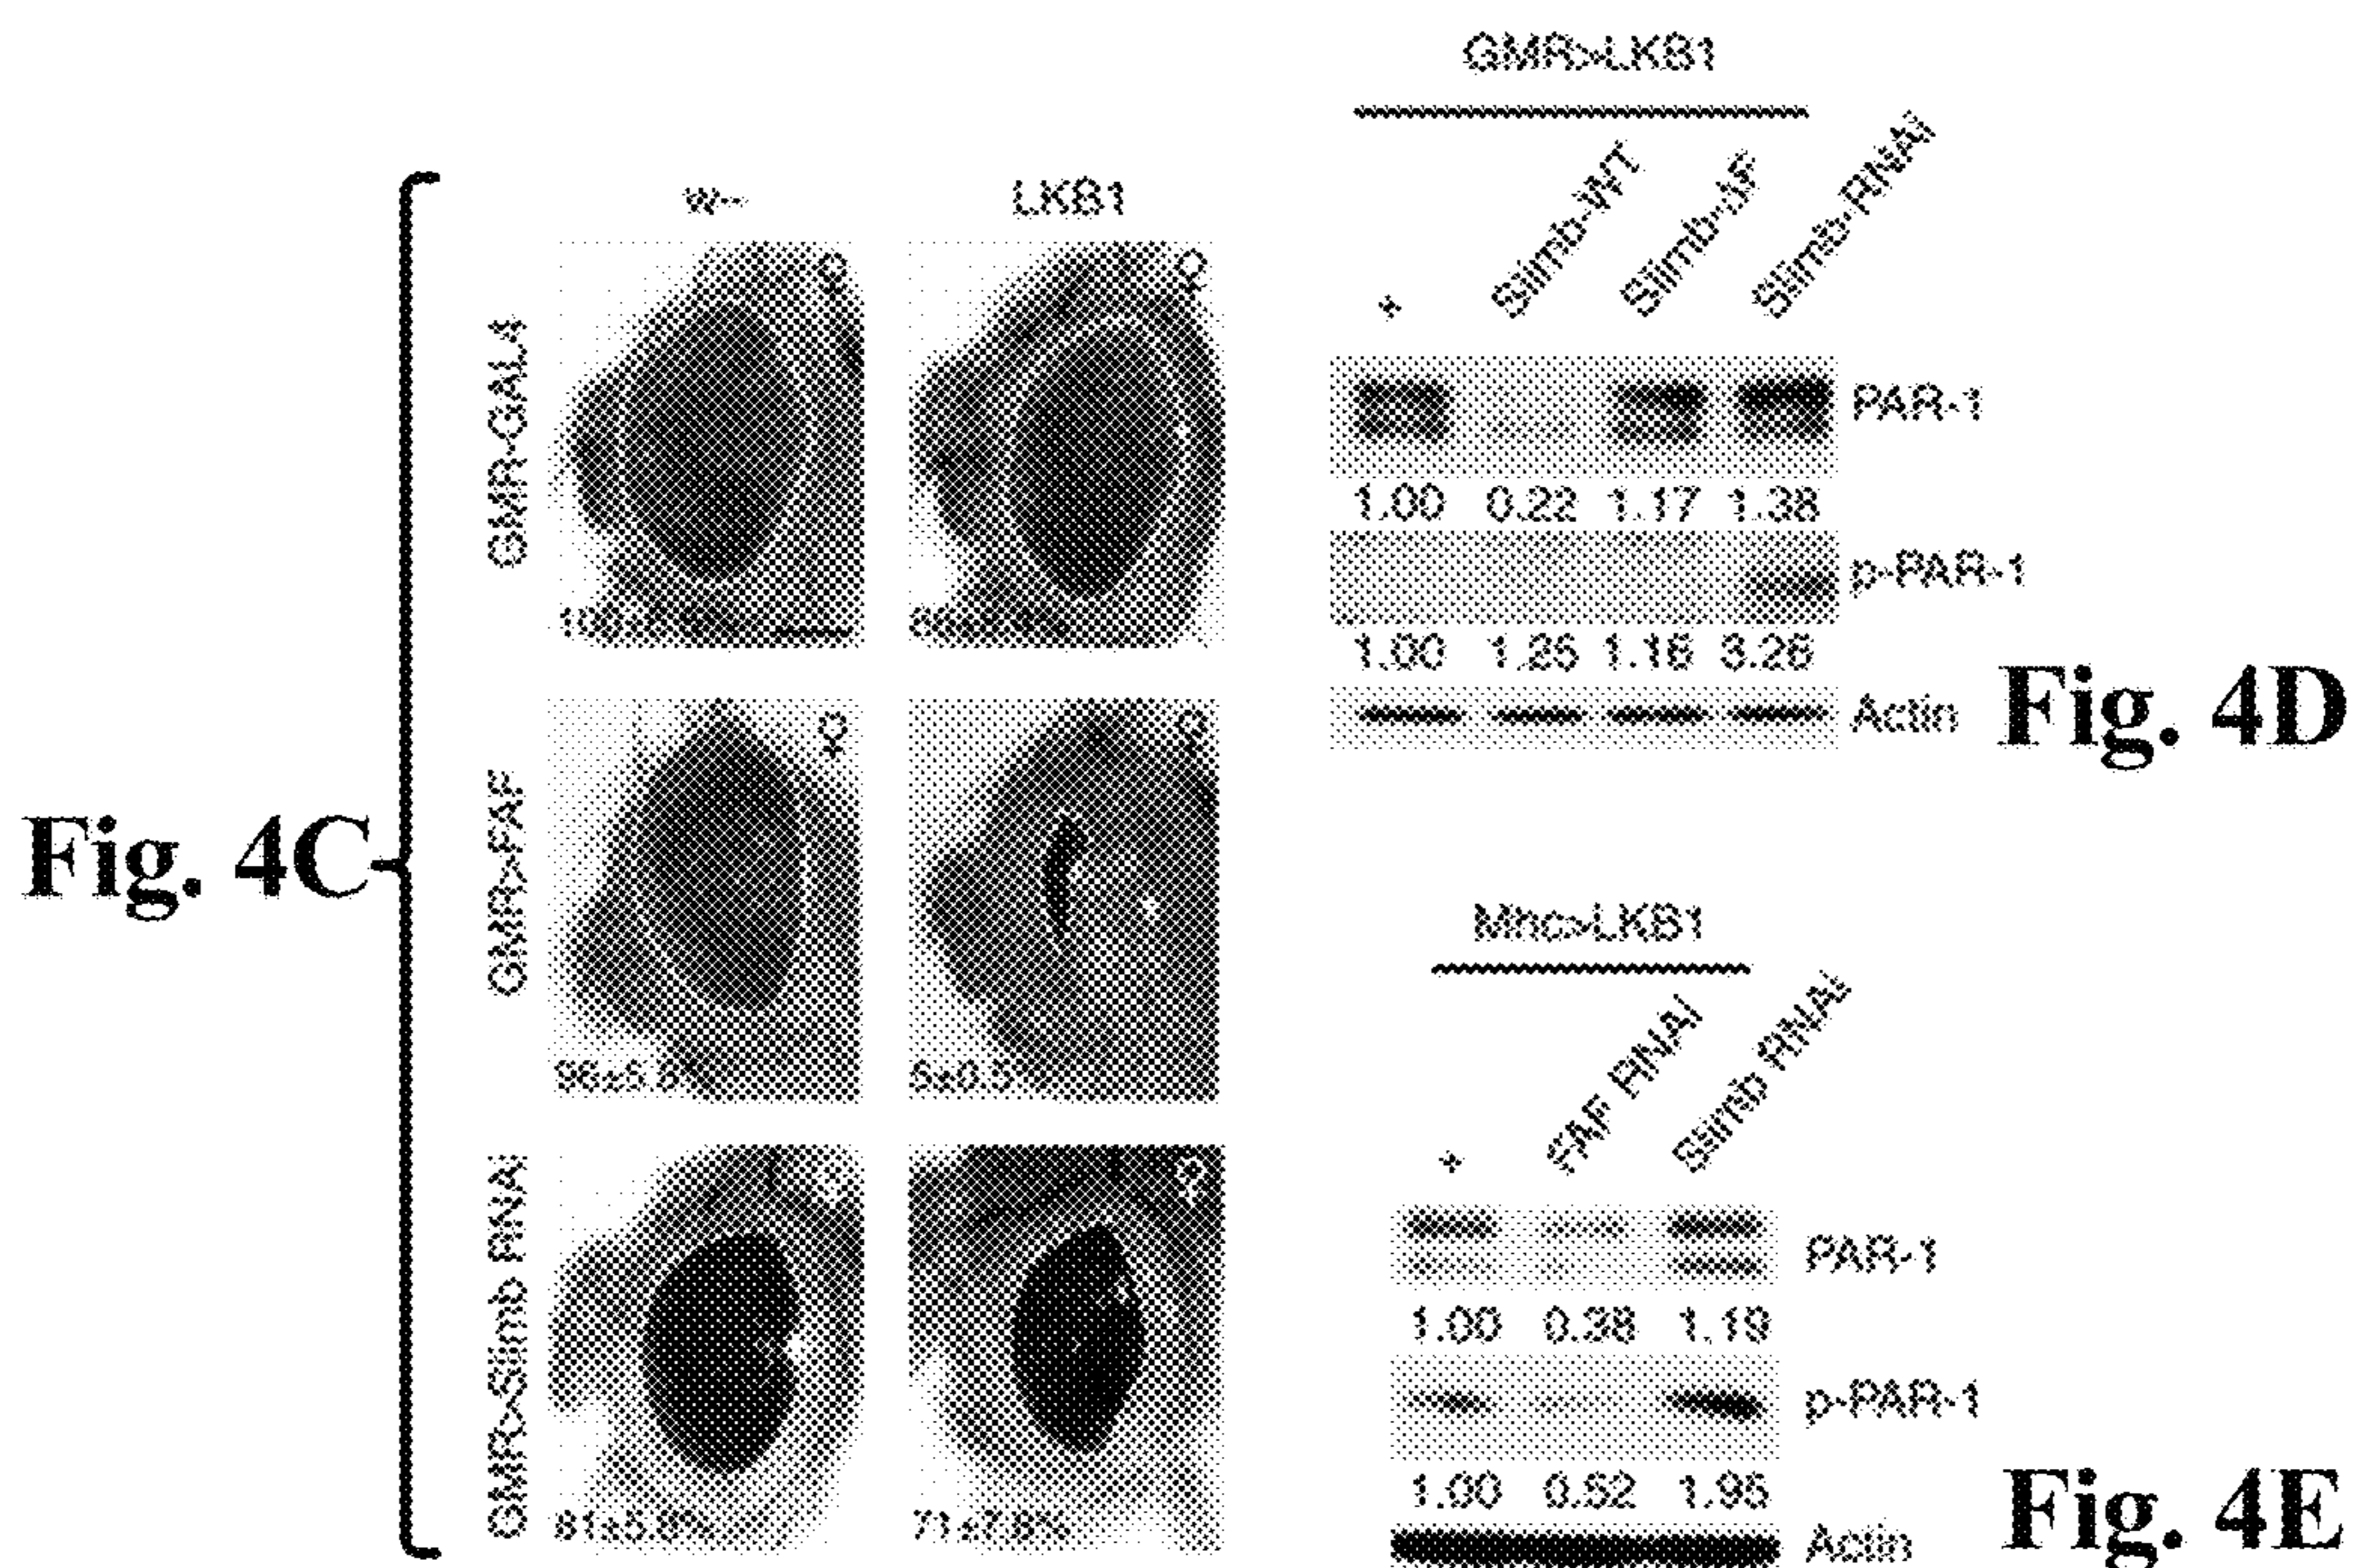 Fig. 4C
w-
LKB1
GMR-GAL4
♀
♀
GMR>FAF
♀
♀
GMR>Slimb RNAi
♀
♀
71±7.8%
GMR>LKB1
+
Slimb-WT
Slimb-ΔF
Slimb-RNAi
PAR-1
1.00 0.22 1.17 1.38
p-PAR-1
1.00 1.25 1.16 3.26
Actin
Fig. 4D
Mhc>LKB1
+
FAF RNAi
Slimb RNAi
PAR-1
1.00 0.38 1.19
p-PAR-1
1.00 0.52 1.95
Actin
Fig. 4E